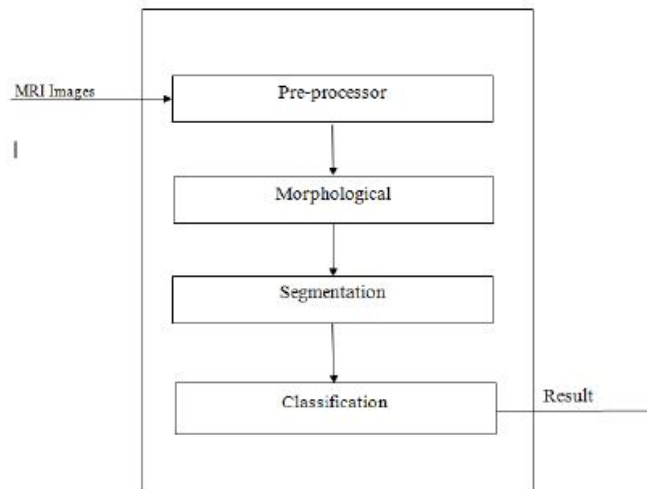 Pre-processor
MRI Images
Morphological
Segmentation
Classification
Result